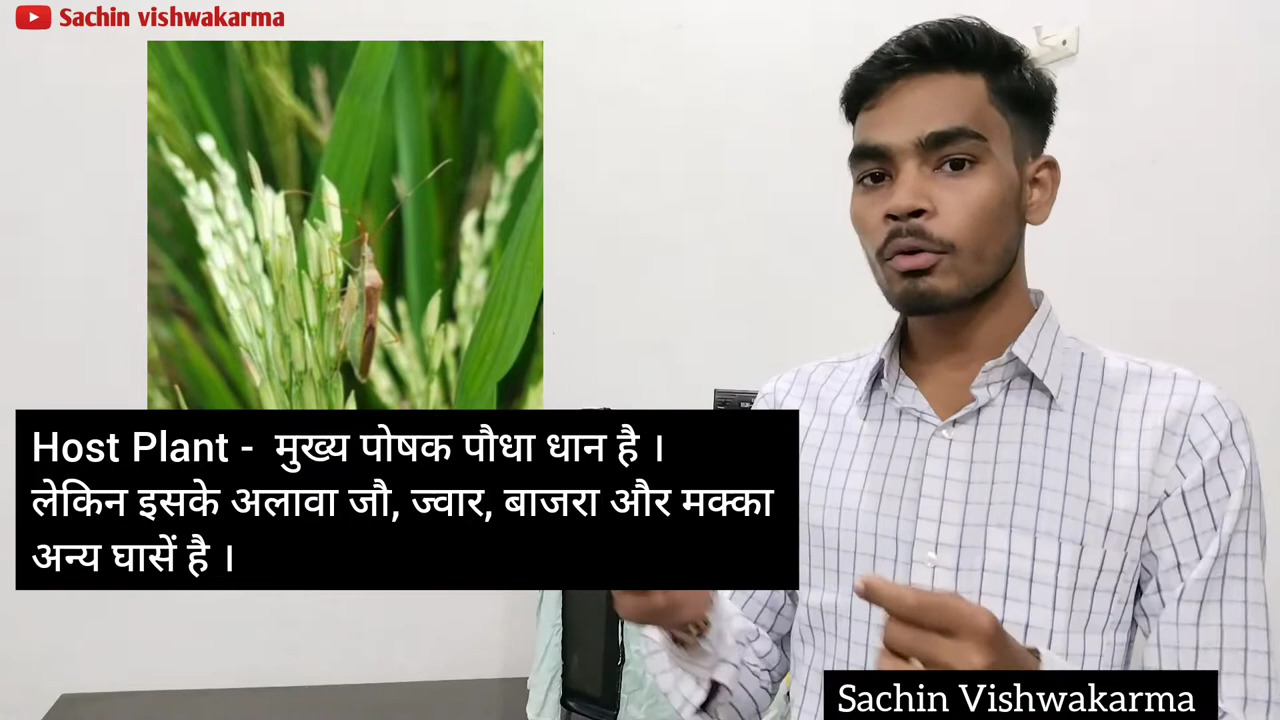 Sachin vishwakarma
Host Plant - मुख्य पोषक पौधा धान है ।
लेकिन इसके अलावा जौ, ज्वार, बाजरा और मक्का
अन्य घासें है ।
Sachin Vishwakarma